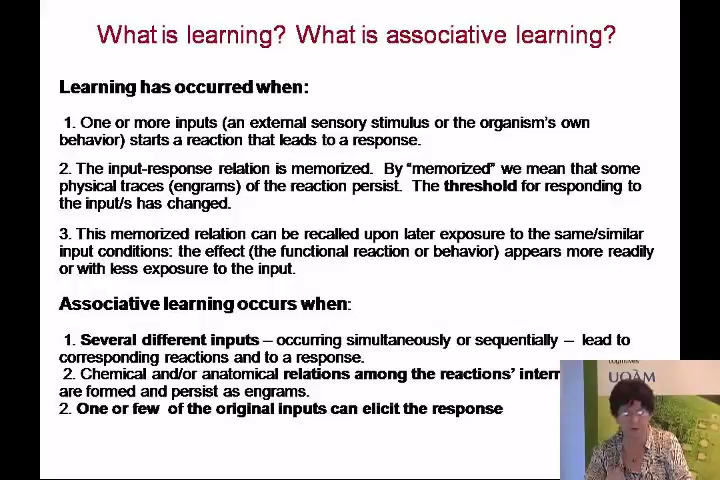 What is learning? What is associative learning?
Learning has occurred when:
1. One or more inputs (an external sensory stimulus or the organism's own
behavior) starts a reaction that leads to a response.
2. The input-response relation is memorized. By "memorized" we mean that some
physical traces (engrams) of the reaction persist. The threshold for responding to
the input/s has changed.
3. This memorized relation can be recalled upon later exposure to the same/similar
input conditions: the effect (the functional reaction or behavior) appears more readily
or with less exposure to the input.
Associative learning occurs when:
1. Several different inputs – occurring simultaneously or sequentially – lead to
corresponding reactions and to a response.
2. Chemical and/or anatomical relations among the reactions' intern
are formed and persist as engrams.
2. One or few of the original inputs can elicit the response
cognitives
UQAM